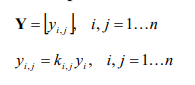 Y = ⌊y_{i,j}⌋, i, j = 1…n
y_{i,j} = k_{i,j} y_i, i, j = 1…n